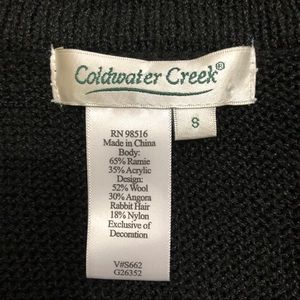 Coldwater Creek®
S
RN 98516
Made in China
Body:
65% Ramie
35% Acrylic
Design:
52% Wool
30% Angora
Rabbit Hair
18% Nylon
Exclusive of
Decoration
V#S662
G26352